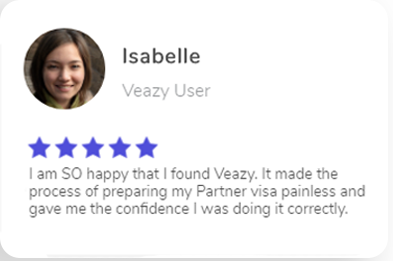 Isabelle
Veazy User
I am SO happy that I found Veazy. It made the
process of preparing my Partner visa painless and
gave me the confidence I was doing it correctly.